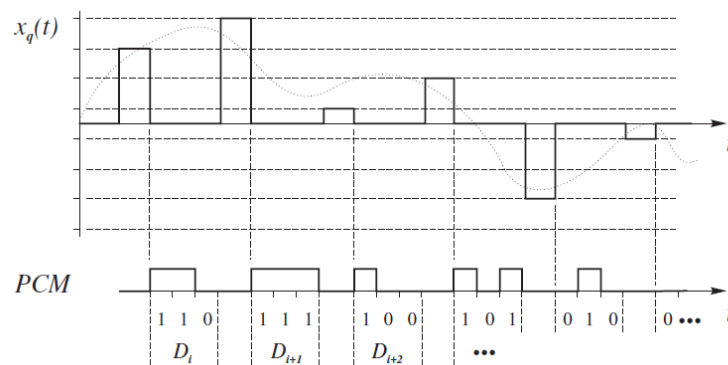 x_q(t)
t
PCM
t
1 1 0 1 1 1 1 0 0 1 0 1 0 1 0 0 •••
D_i D_{i+1} D_{i+2} •••